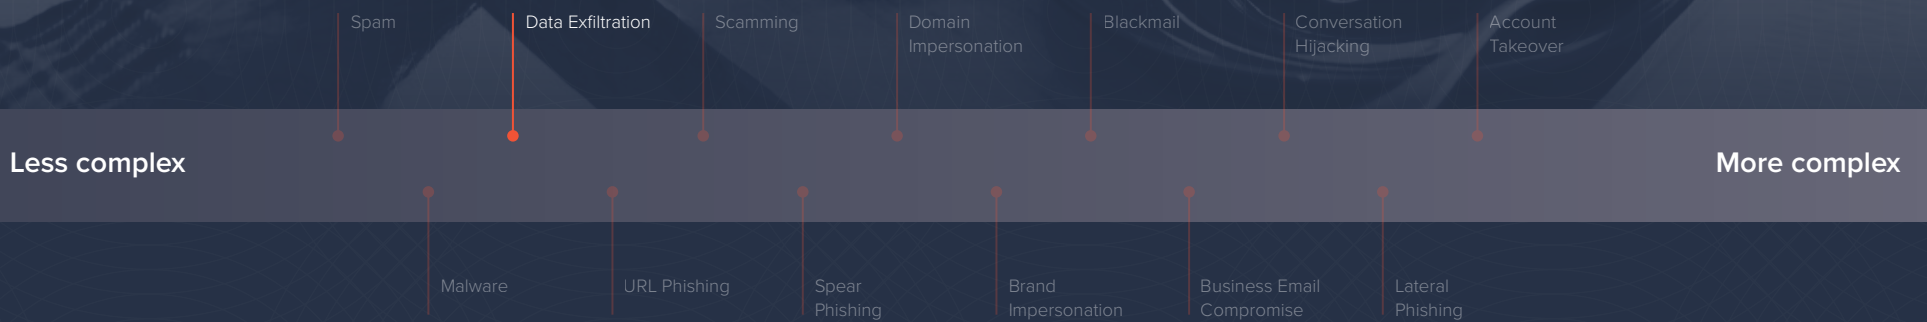 Spam
Data Exfiltration
Scamming
Domain
Impersonation
Blackmail
Conversation
Hijacking
Account
Takeover
Less complex
More complex
Malware
URL Phishing
Spear
Phishing
Brand
Impersonation
Business Email
Compromise
Lateral
Phishing